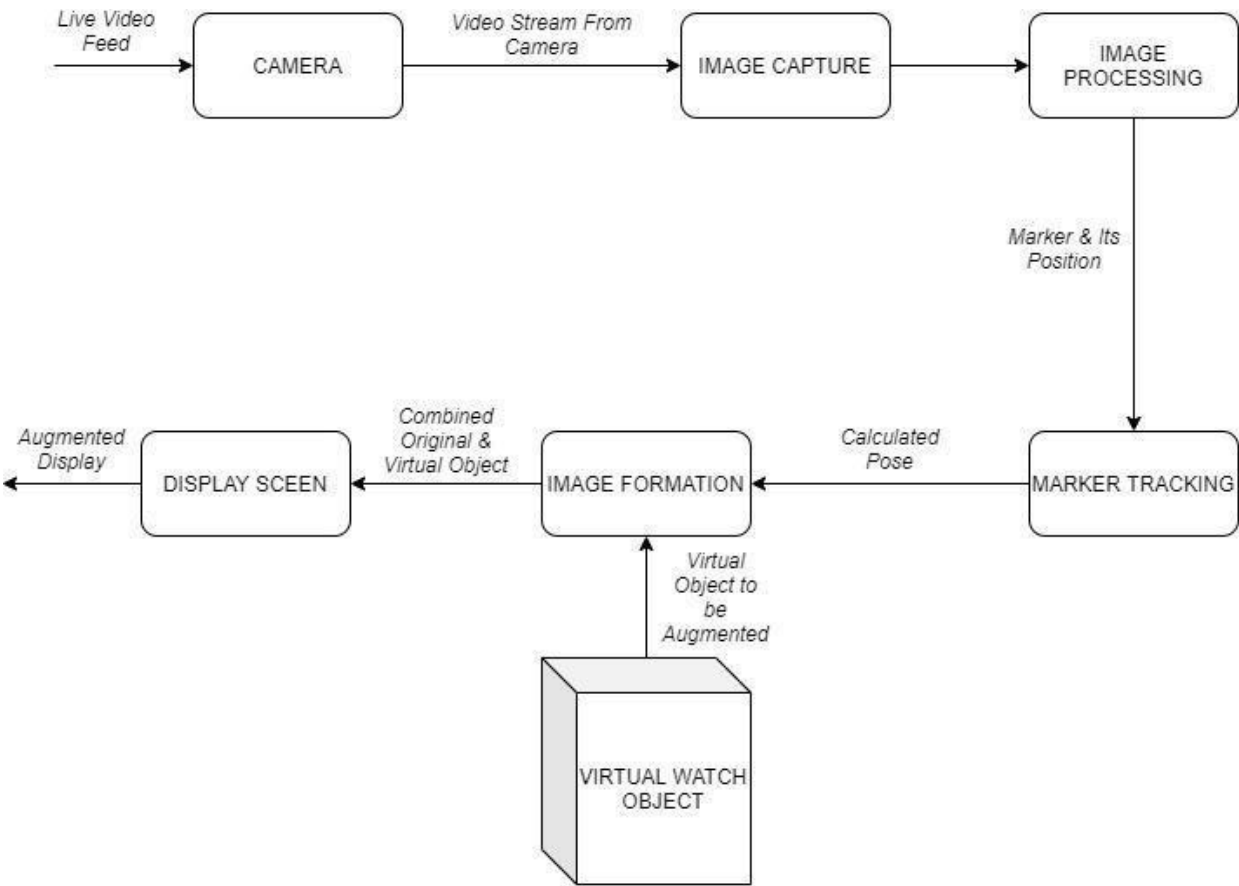 Live Video
Feed
CAMERA
Video Stream From
Camera
IMAGE CAPTURE
IMAGE
PROCESSING
Marker & Its
Position
MARKER TRACKING
Calculated
Pose
IMAGE FORMATION
Combined
Original &
Virtual Object
DISPLAY SCEEN
Augmented
Display
Virtual
Object to
be
Augmented
VIRTUAL WATCH
OBJECT